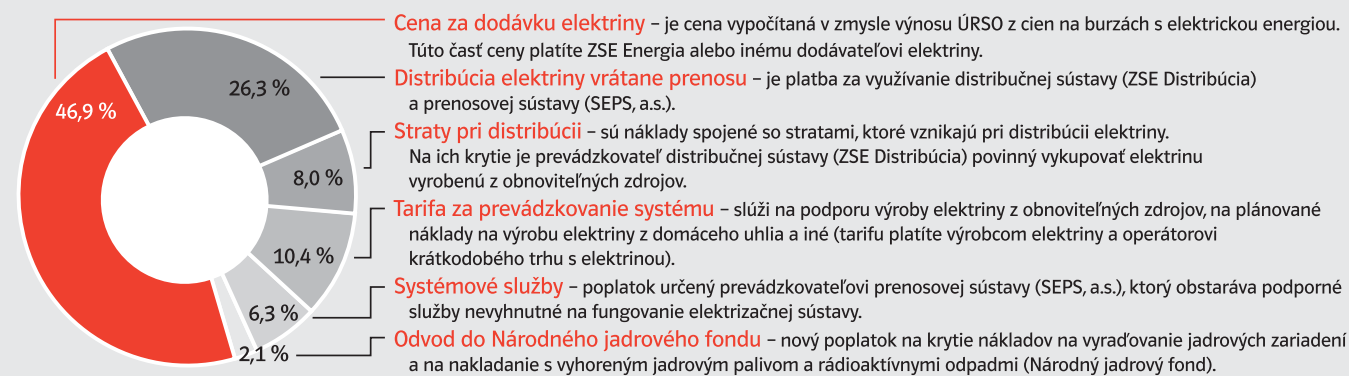 Cena za dodávku elektriny – je cena vypočítaná v zmysle výnosu ÚRSO z cien na burzách s elektrickou energiou.
Túto časť ceny platíte ZSE Energia alebo inému dodávateľovi elektriny.
Distribúcia elektriny vrátane prenosu – je platba za využívanie distribučnej sústavy (ZSE Distribúcia)
a prenosovej sústavy (SEPS, a.s.).
Straty pri distribúcii – sú náklady spojené so stratami, ktoré vznikajú pri distribúcii elektriny.
Na ich krytie je prevádzkovateľ distribučnej sústavy (ZSE Distribúcia) povinný vykupovať elektrinu
vyrobenú z obnoviteľných zdrojov.
Tarifa za prevádzkovanie systému – slúži na podporu výroby elektriny z obnoviteľných zdrojov, na plánované
náklady na výrobu elektriny z domáceho uhlia a iné (tarifu platíte výrobcom elektriny a operátorovi
krátkodobého trhu s elektrinou).
Systémové služby – poplatok určený prevádzkovateľovi prenosovej sústavy (SEPS, a.s.), ktorý obstaráva podporné
služby nevyhnutné na fungovanie elektrizačnej sústavy.
Odvod do Národného jadrového fondu – nový poplatok na krytie nákladov na vyraďovanie jadrových zariadení
a na nakladanie s vyhoreným jadrovým palivom a rádioaktívnymi odpadmi (Národný jadrový fond).
46,9 %
26,3 %
8,0 %
10,4 %
6,3 %
2,1 %